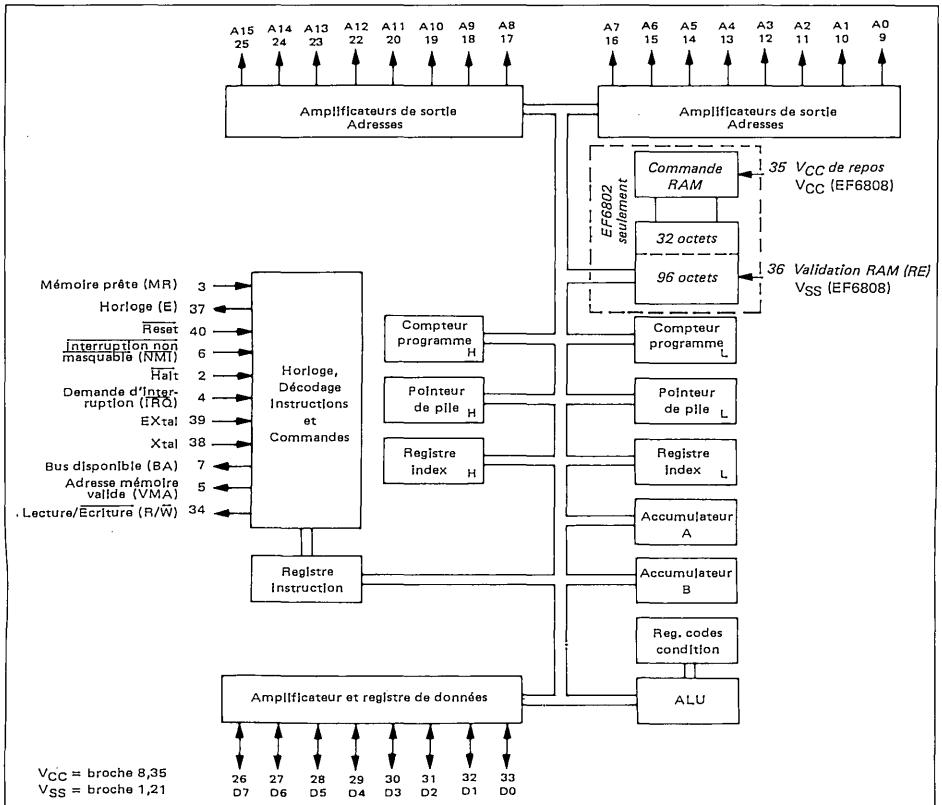 A15 A14 A13 A12 A11 A10 A9 A8
25 24 23 22 20 19 18 17
A7 A6 A5 A4 A3 A2 A1 A0
16 15 14 13 12 11 10 9
Amplificateurs de sortie
Adresses
Amplificateurs de sortie
Adresses
EF6802
seulement
Commande
RAM
32 octets
96 octets
35 VCC de repos
VCC (EF6808)
36 Validation RAM (RE)
VSS (EF6808)
Mémoire prête (MR) 3
Horloge (E) 37
Reset 40
Interruption non
masquable (NMI) 6
Halt 2
Demande d'inter-
ruption (IRQ) 4
EXtal 39
Xtal 38
Bus disponible (BA) 7
Adresse mémoire
valide (VMA) 5
Lecture/Ecriture (R/W) 34
Horloge,
Décodage
Instructions
et
Commandes
Registre
Instruction
Compteur
programme H
Compteur
programme L
Pointeur
de pile H
Pointeur
de pile L
Registre
index H
Registre
index L
Accumulateur
A
Accumulateur
B
Reg. codes
condition
ALU
Amplificateur et registre de données
26 27 28 29 30 31 32 33
D7 D6 D5 D4 D3 D2 D1 D0
VCC = broche 8,35
VSS = broche 1,21